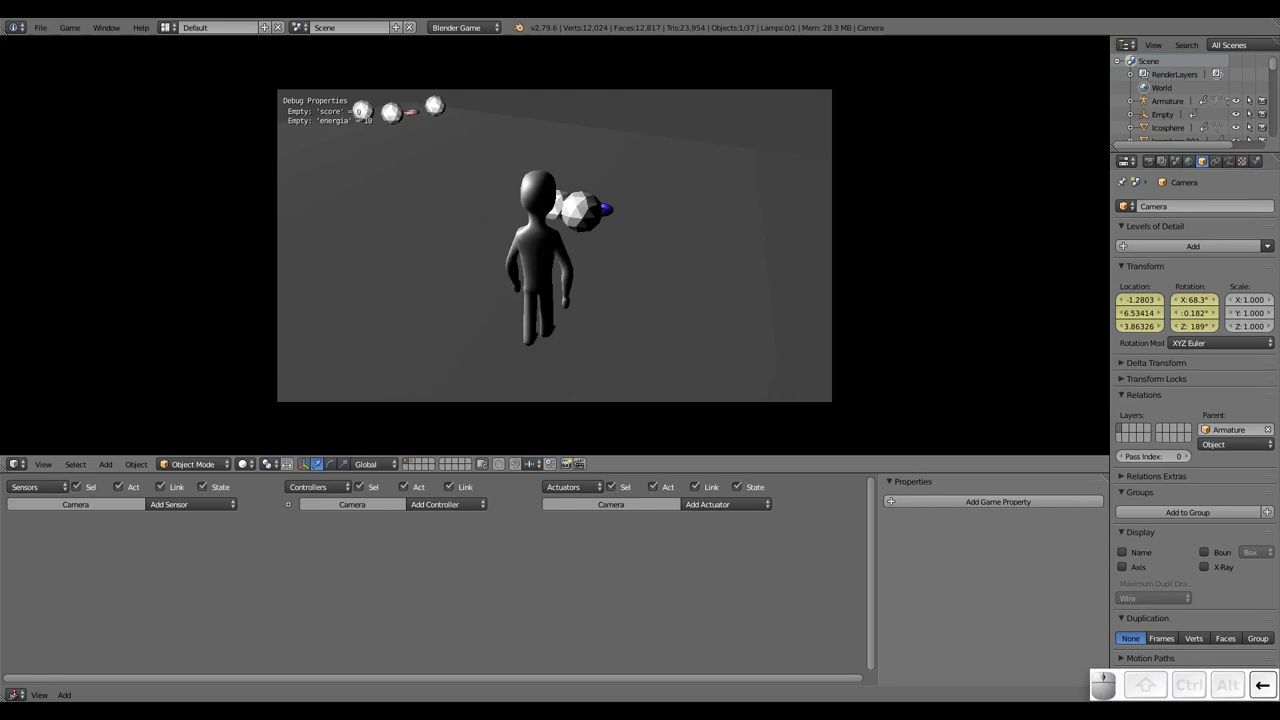 File Game Window Help Default Scene Blender Game v2.79.6 | Verts:12,024 | Faces:12,817 | Tris:23,954 | Objects:1/37 | Lamps:0/1 | Mem: 28.3 MB | Camera
View Search All Scenes
Scene
RenderLayers
World
Armature
Empty
Icosphere
Debug Properties
Empty: 'score' =
Empty: 'energia' = 10
Camera
Camera
Levels of Detail
Add
Transform
Location: Rotation: Scale:
-1.2803 X:68.3° X:1.000
6.53414 :0.182° Y:1.000
3.86326 Z: 189° Z:1.000
Rotation Mod XYZ Euler
Delta Transform
Transform Locks
Relations
Layers: Parent:
Armature
Object
Pass Index: 0
Relations Extras
Groups
Add to Group
Display
Name Boun Box
Axis X-Ray
Maximum Dupli Dra..
Wire
Duplication
None Frames Verts Faces Group
Motion Paths
View Select Add Object Object Mode Global
Sensors Sel Act Link State Controllers Sel Act Link Actuators Sel Act Link State
Camera Add Sensor Camera Add Controller Camera Add Actuator
Properties
Add Game Property
View Add
Ctrl Alt